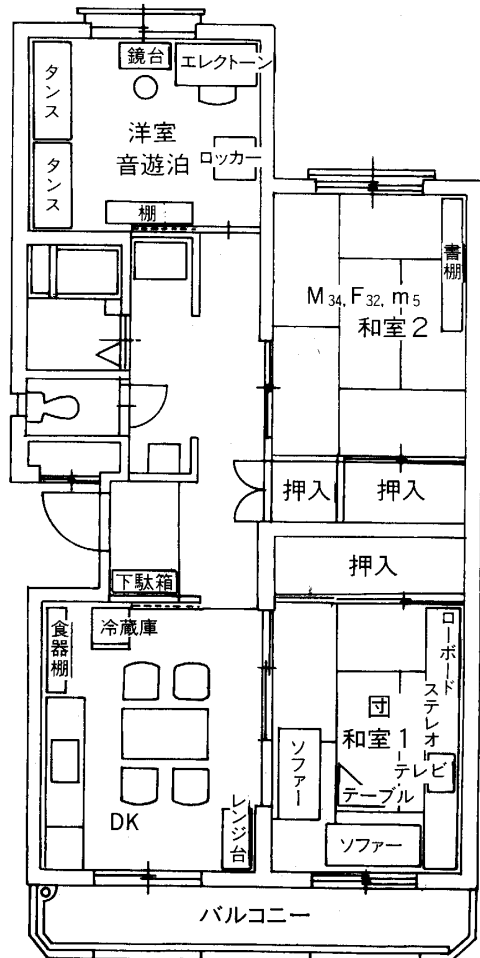 鏡台
エレクトーン
タンス
洋室
音遊泊
ロッカー
タンス
棚
書棚
M34, F32, m5
和室2
押入
押入
押入
下駄箱
食器棚
冷蔵庫
ローボード
ステレオ
団
和室1
テレビ
ソファー
テーブル
レンジ台
DK
ソファー
バルコニー